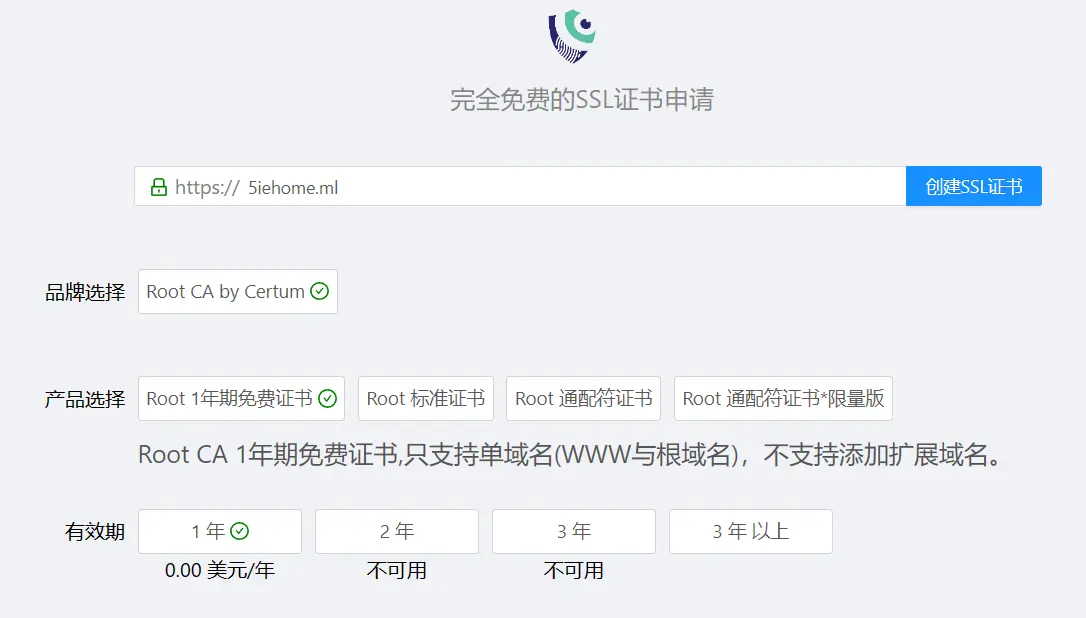 完全免费的SSL证书申请
https:// 5iehome.ml 创建SSL证书
品牌选择 Root CA by Certum
产品选择 Root 1年期免费证书 Root 标准证书 Root 通配符证书 Root 通配符证书*限量版
Root CA 1年期免费证书,只支持单域名(WWW与根域名)，不支持添加扩展域名。
有效期 1 年 2 年 3 年 3 年 以上
0.00 美元/年 不可用 不可用